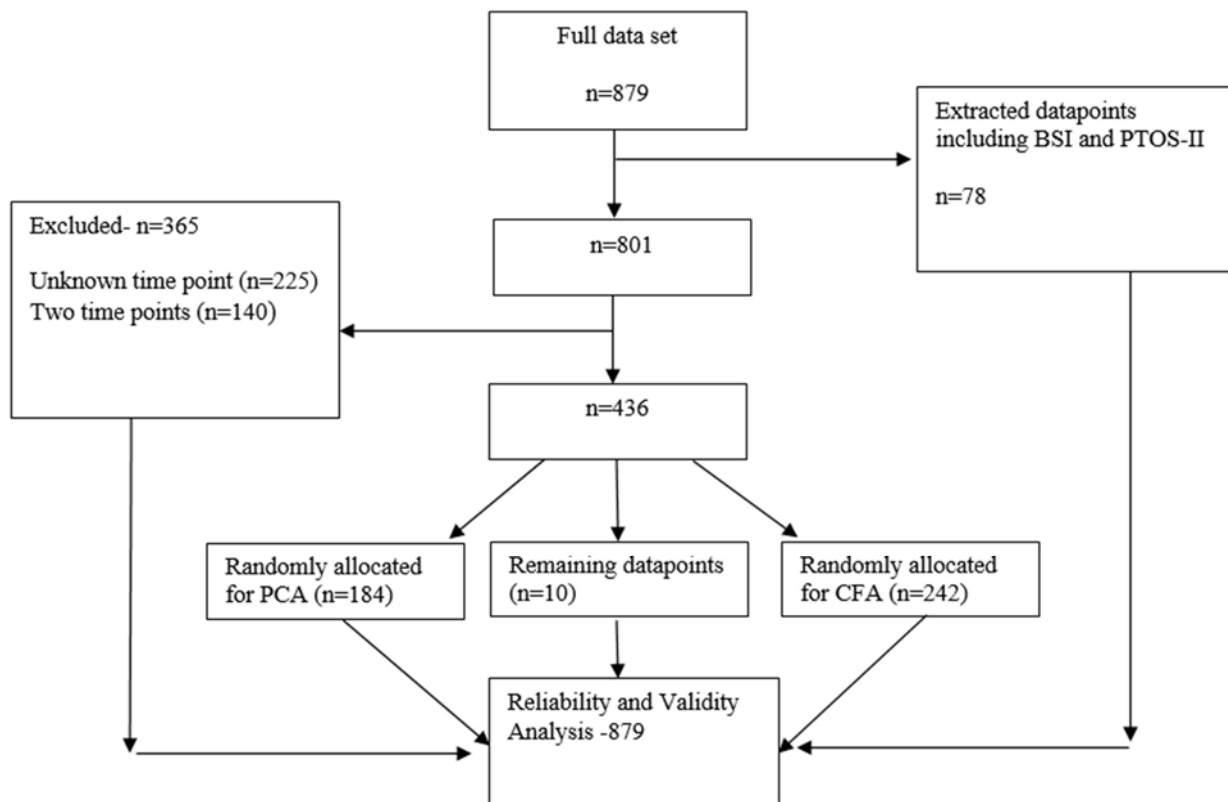 Full data set
n=879
Extracted datapoints
including BSI and PTOS-II
n=78
Excluded- n=365
Unknown time point (n=225)
Two time points (n=140)
n=801
n=436
Randomly allocated
for PCA (n=184)
Remaining datapoints
(n=10)
Randomly allocated
for CFA (n=242)
Reliability and Validity
Analysis -879